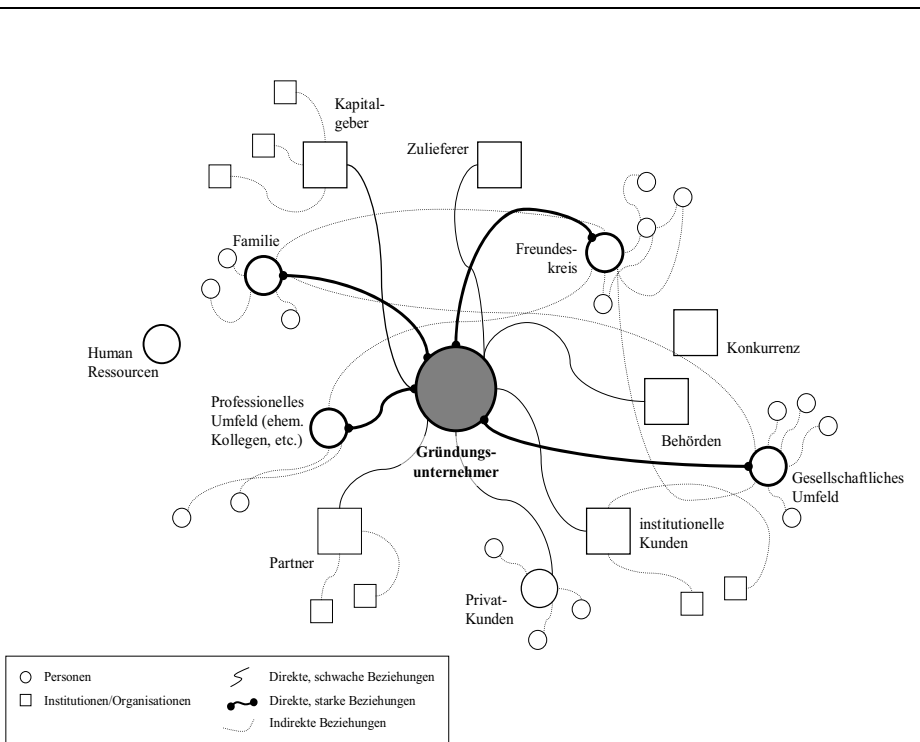 Kapital-
geber
Zulieferer
Familie
Freundes-
kreis
Konkurrenz
Human
Ressourcen
Professionelles
Umfeld (ehem.
Kollegen, etc.)
Behörden
Gründungs-
unternehmer
Gesellschaftliches
Umfeld
institutionelle
Kunden
Partner
Privat-
Kunden
Personen
Direkte, schwache Beziehungen
Institutionen/Organisationen
Direkte, starke Beziehungen
Indirekte Beziehungen